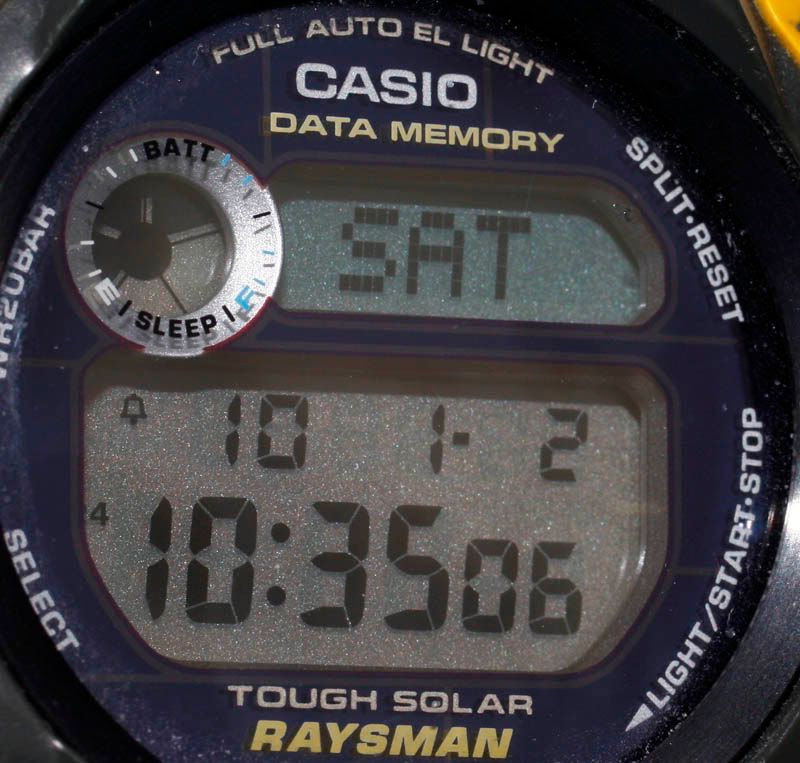 FULL AUTO EL LIGHT
CASIO
DATA MEMORY
BATT
E SLEEP F
SAT
SPLIT·RESET
WR20BAR
10 1- 2
4
10:35 06
SELECT
LIGHT/START·STOP
TOUGH SOLAR
RAYSMAN